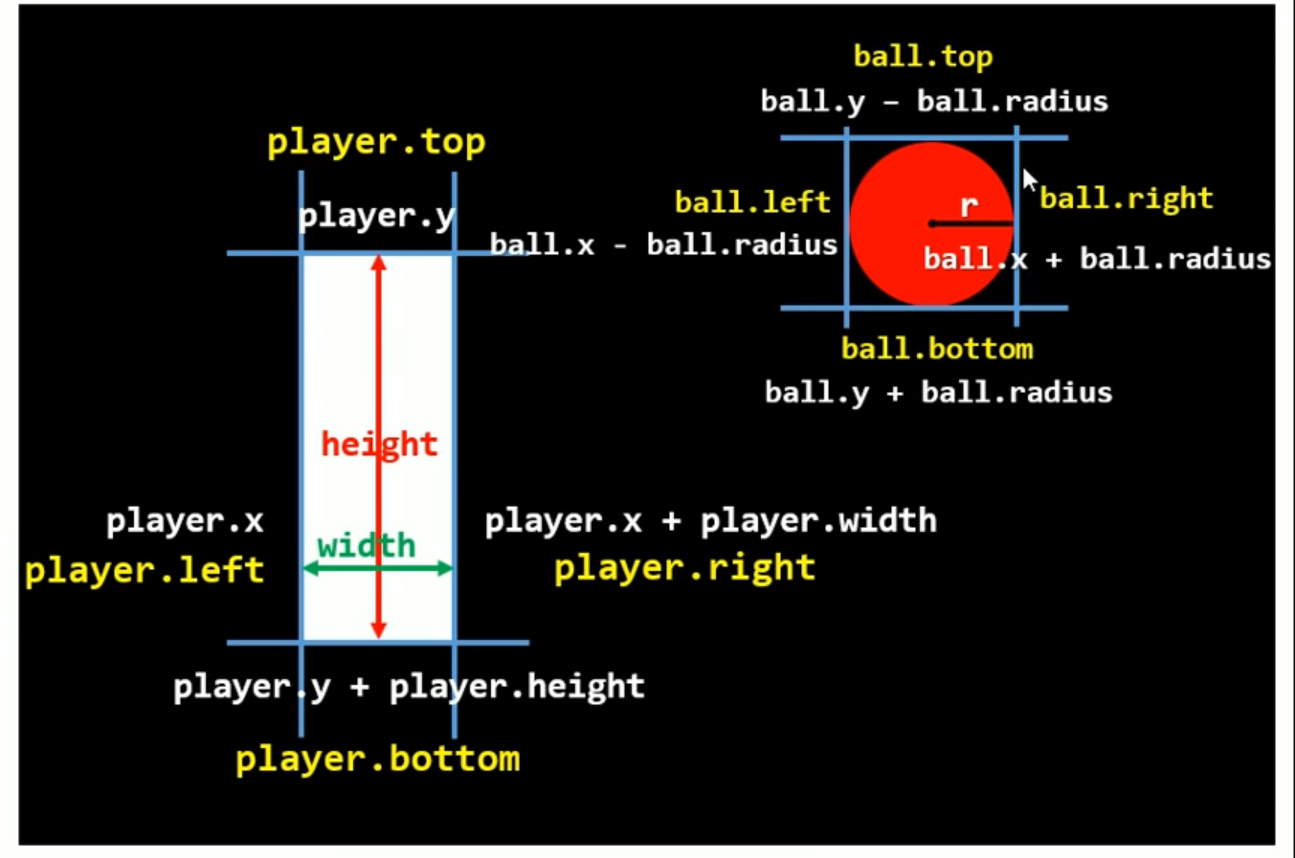 ball.top
ball.y – ball.radius
player.top
player.y
ball.left
r
ball.right
ball.x - ball.radius
ball.x + ball.radius
ball.bottom
ball.y + ball.radius
height
player.x
width
player.x + player.width
player.left
player.right
player.y + player.height
player.bottom